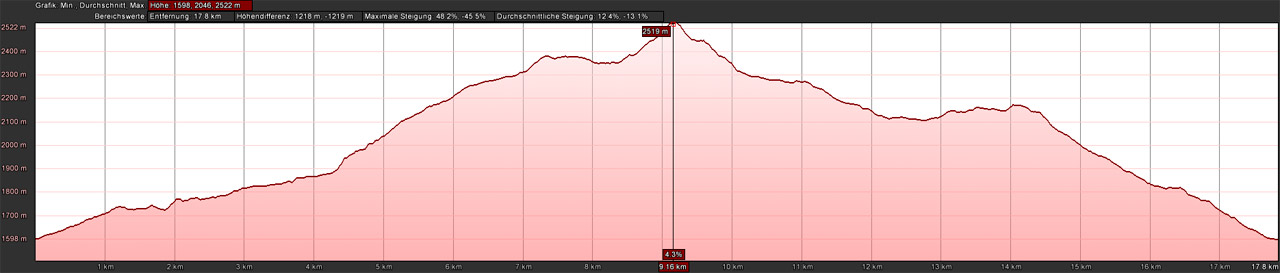 Grafik: Min., Durchschnitt, Max. Höhe: 1598, 2046, 2522 m
Bereichswerte: Entfernung: 17.8 km Höhendifferenz: 1218 m, -1219 m Maximale Steigung: 48.2%, -45.5% Durchschnittliche Steigung: 12.4%, -13.1%
2522 m
2519 m
2400 m
2300 m
2200 m
2100 m
2000 m
1900 m
1800 m
1700 m
1598 m
4.3%
1 km 2 km 3 km 4 km 5 km 6 km 7 km 8 km 9.16 km 10 km 11 km 12 km 13 km 14 km 15 km 16 km 17 km 17.8 km